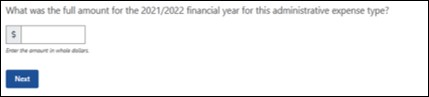 What was the full amount for the 2021/2022 financial year for this administrative expense type?
$
Enter the amount in whole dollars.
Next